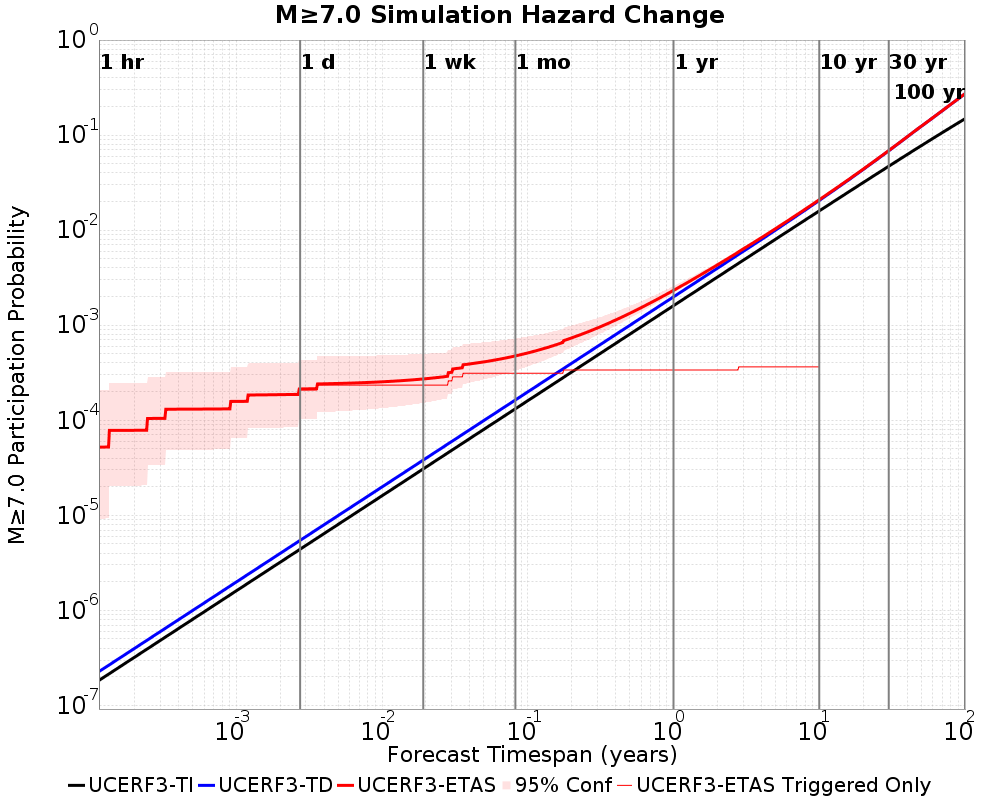 M≥7.0 Simulation Hazard Change
10^0
1 hr 1 d 1 wk 1 mo 1 yr 10 yr 30 yr
100 yr
10^-1
10^-2
10^-3
10^-4
10^-5
10^-6
10^-7
M≥7.0 Participation Probability
10^-3 10^-2 10^-1 10^0 10^1 10^2
Forecast Timespan (years)
UCERF3-TI UCERF3-TD UCERF3-ETAS 95% Conf UCERF3-ETAS Triggered Only